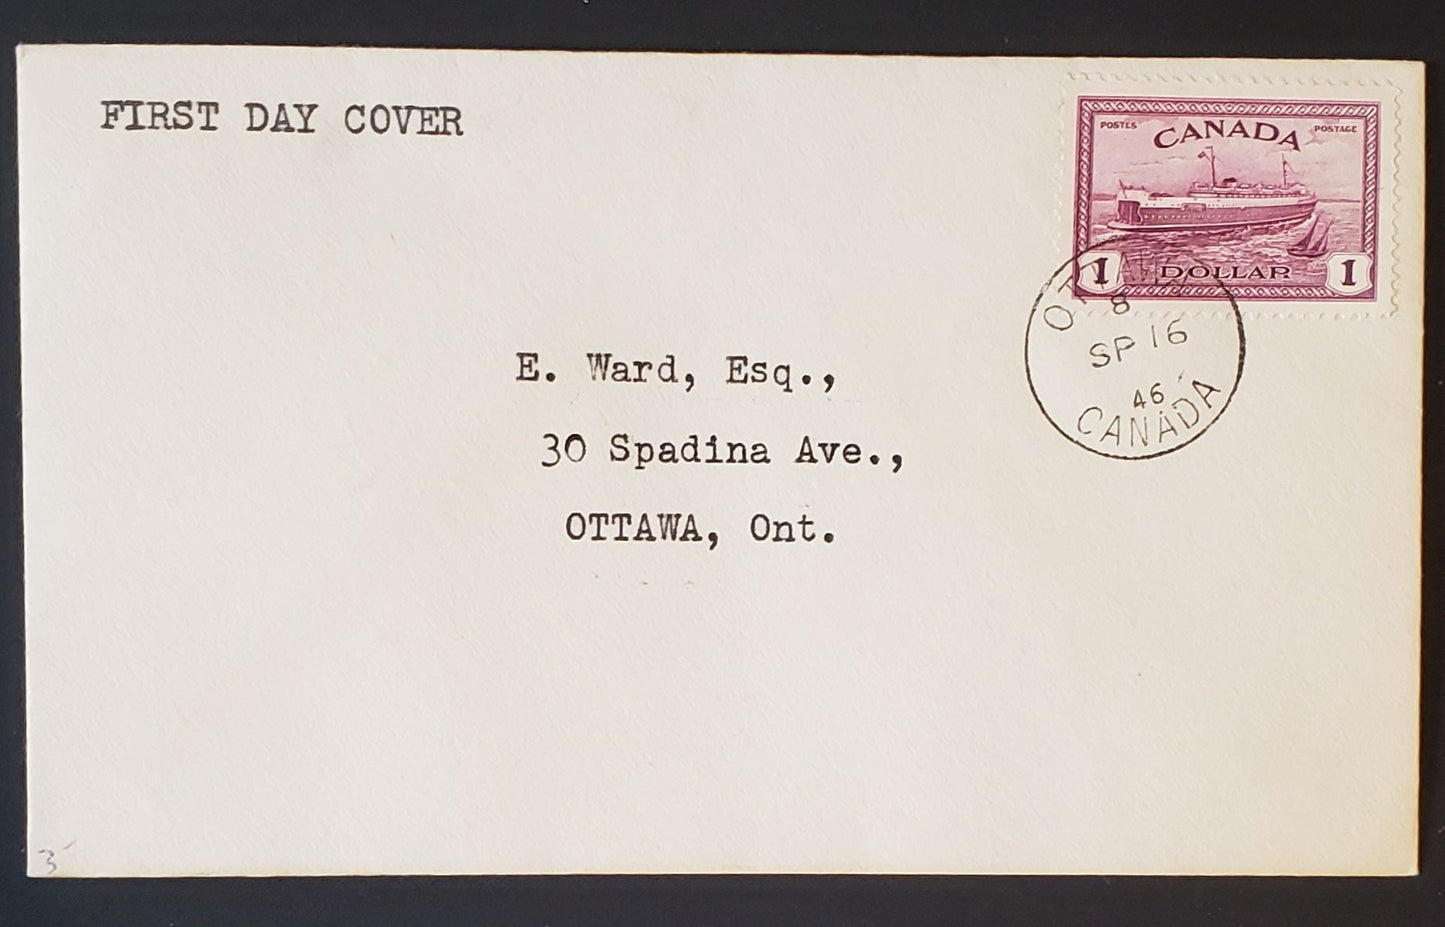 FIRST DAY COVER
POSTES CANADA POSTAGE
1 DOLLAR 1
OTTAWA
8
SP 16
46
CANADA
E. Ward, Esq.,
30 Spadina Ave.,
OTTAWA, Ont.
3